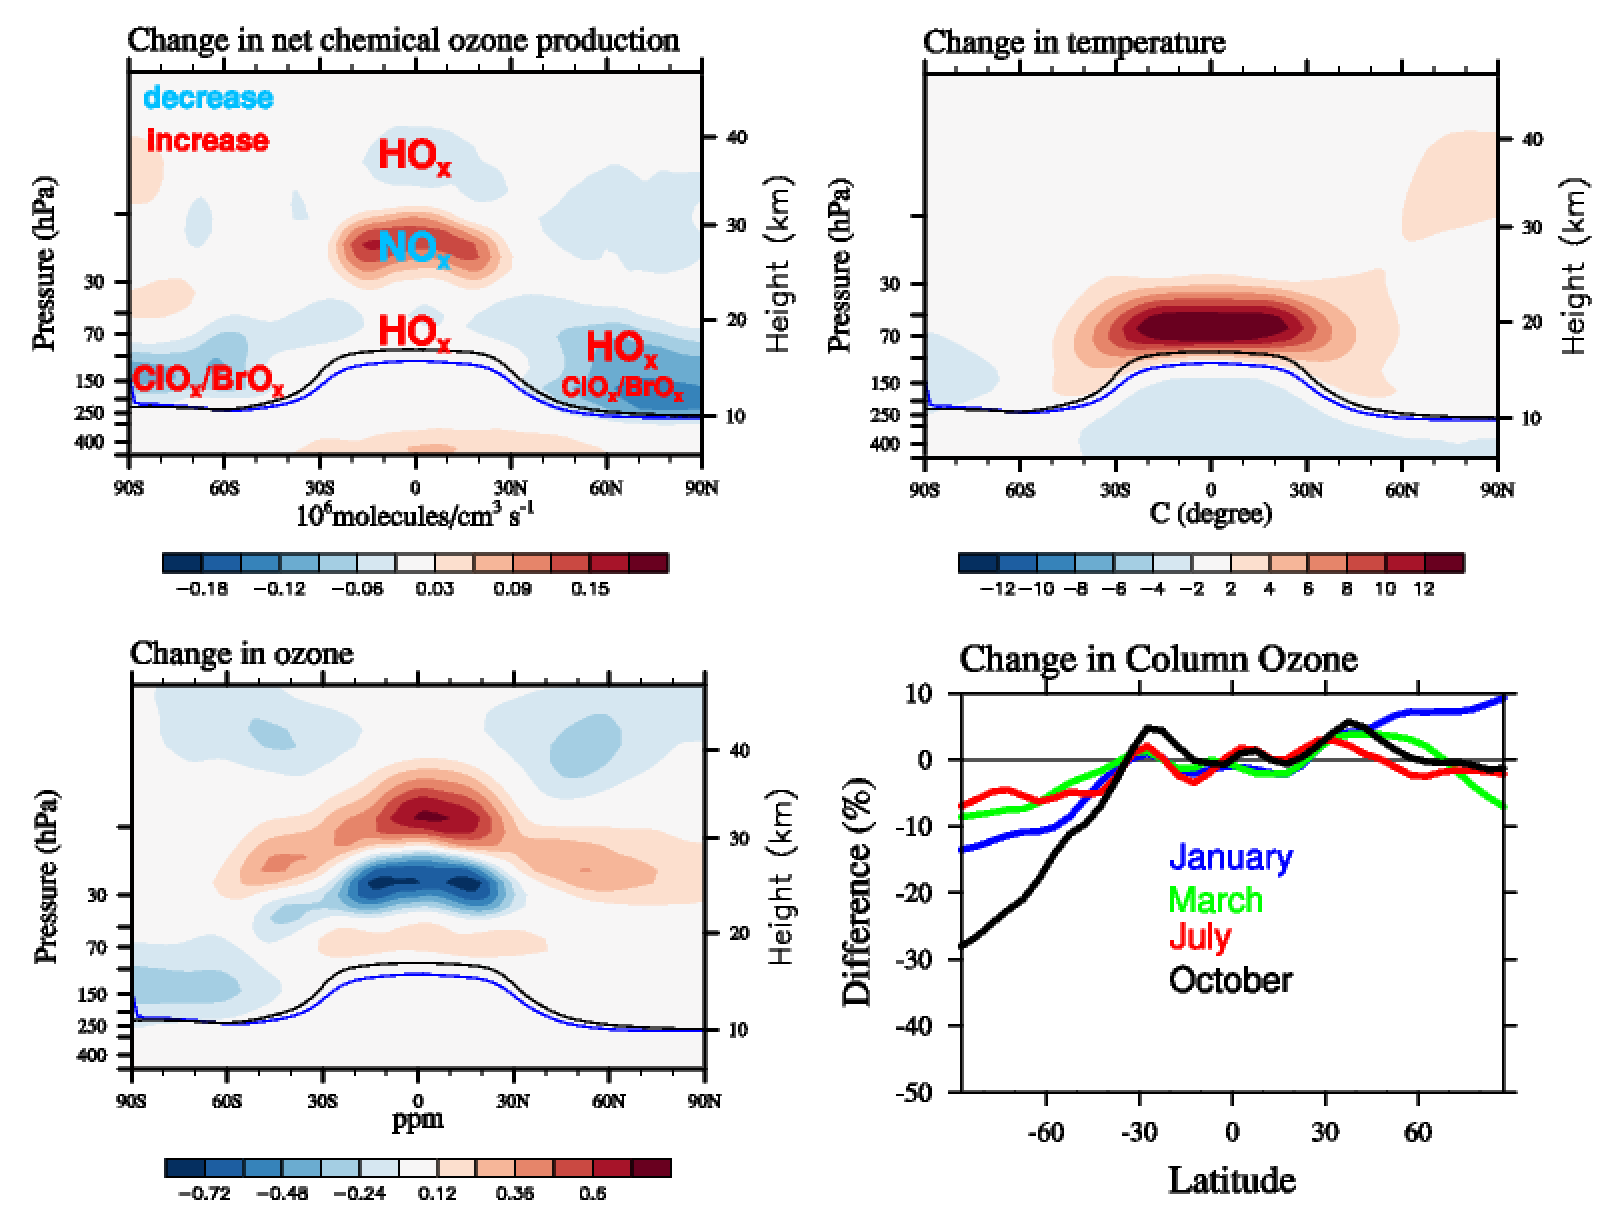 Change in net chemical ozone production
decrease
increase
HOₓ
NOₓ
HOₓ
HOₓ
ClOₓ/BrOₓ
ClOₓ/BrOₓ
Pressure (hPa)
30
70
150
250
400
40
30
20
10
Height (km)
90S 60S 30S 0 30N 60N 90N
10⁶molecules/cm³ s⁻¹
−0.18 −0.12 −0.06 0.03 0.09 0.15
Change in temperature
Pressure (hPa)
30
70
150
250
400
40
30
20
10
Height (km)
90S 60S 30S 0 30N 60N 90N
C (degree)
−12 −10 −8 −6 −4 −2 2 4 6 8 10 12
Change in ozone
Pressure (hPa)
30
70
150
250
400
40
30
20
10
Height (km)
90S 60S 30S 0 30N 60N 90N
ppm
−0.72 −0.48 −0.24 0.12 0.36 0.6
Change in Column Ozone
Difference (%)
10
0
-10
-20
-30
-40
-50
January
March
July
October
-60 -30 0 30 60
Latitude